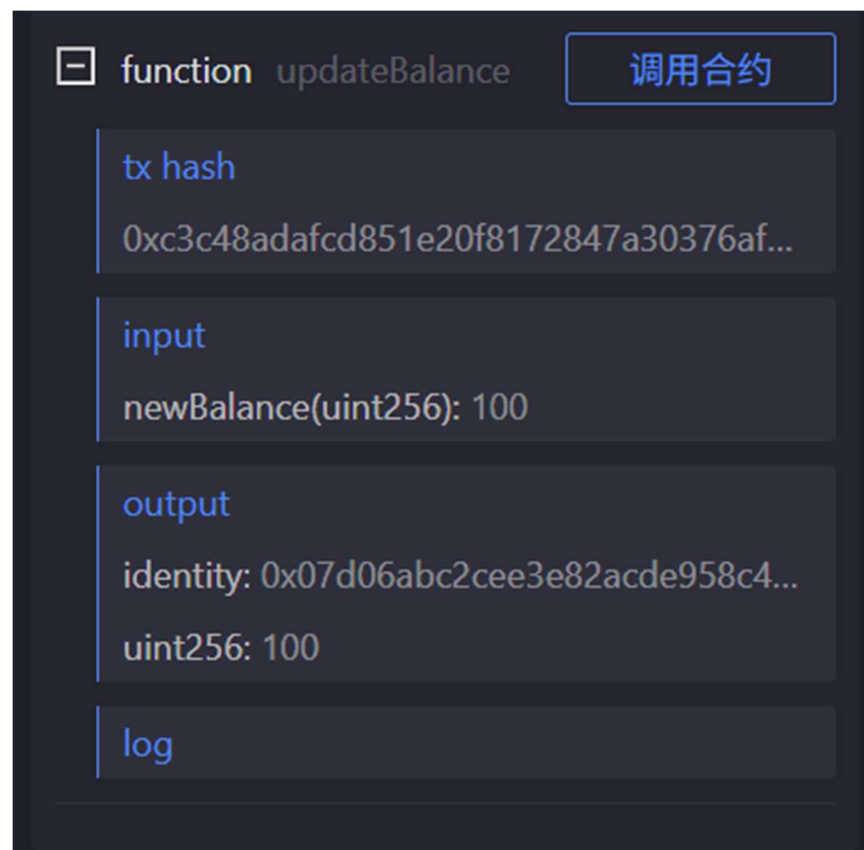 function updateBalance 调用合约
tx hash
0xc3c48adafcd851e20f8172847a30376af...
input
newBalance(uint256): 100
output
identity: 0x07d06abc2cee3e82acde958c4...
uint256: 100
log